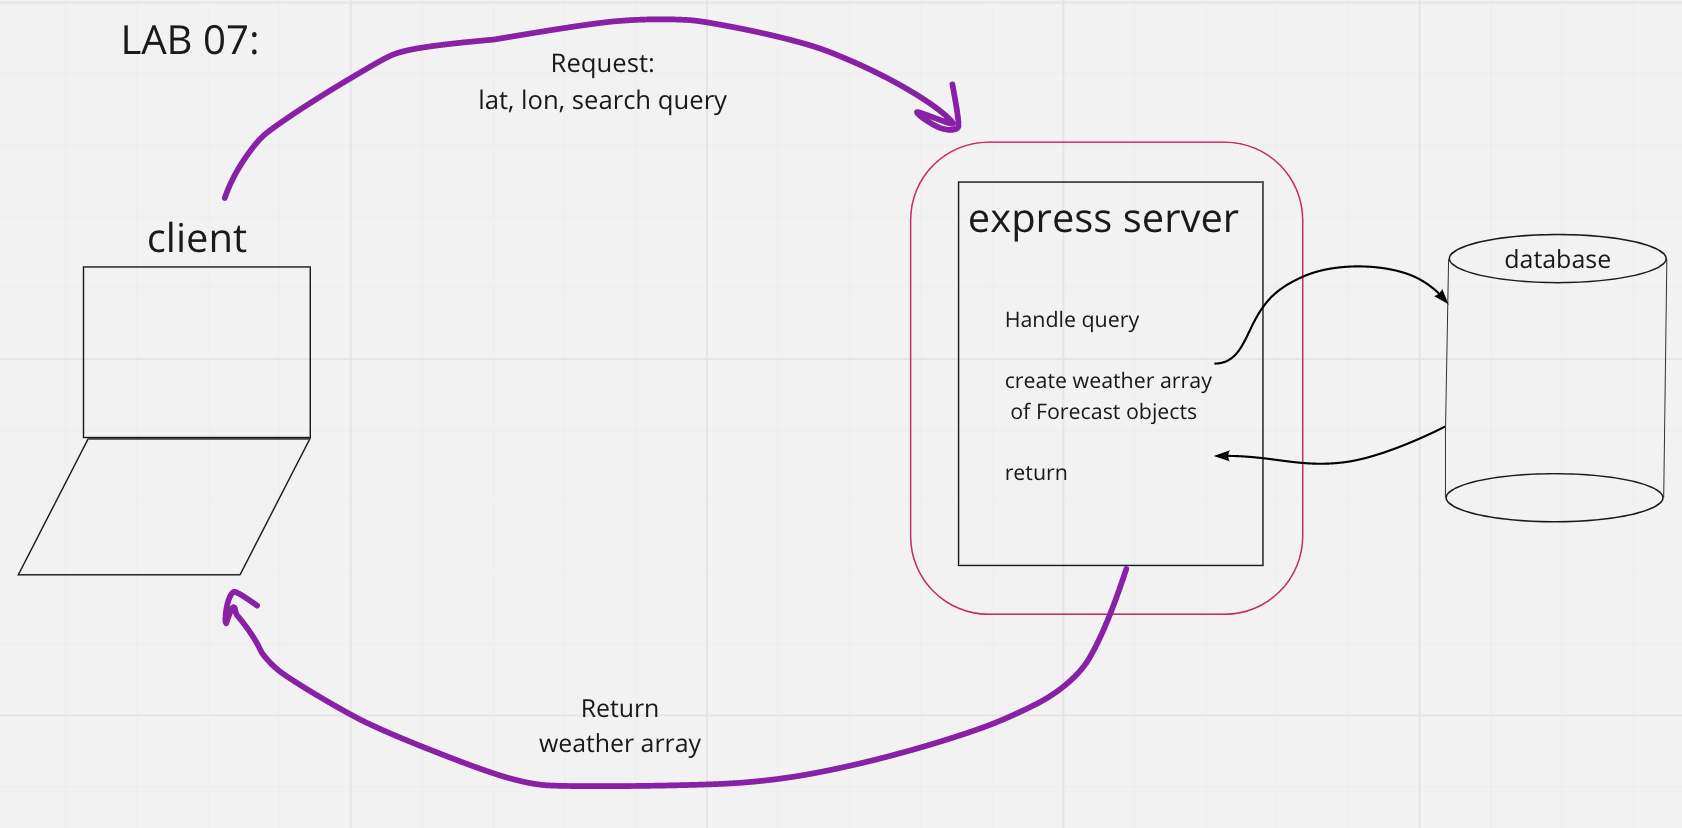 LAB 07:
Request:
lat, lon, search query
client
express server
database
Handle query
create weather array
of Forecast objects
return
Return
weather array